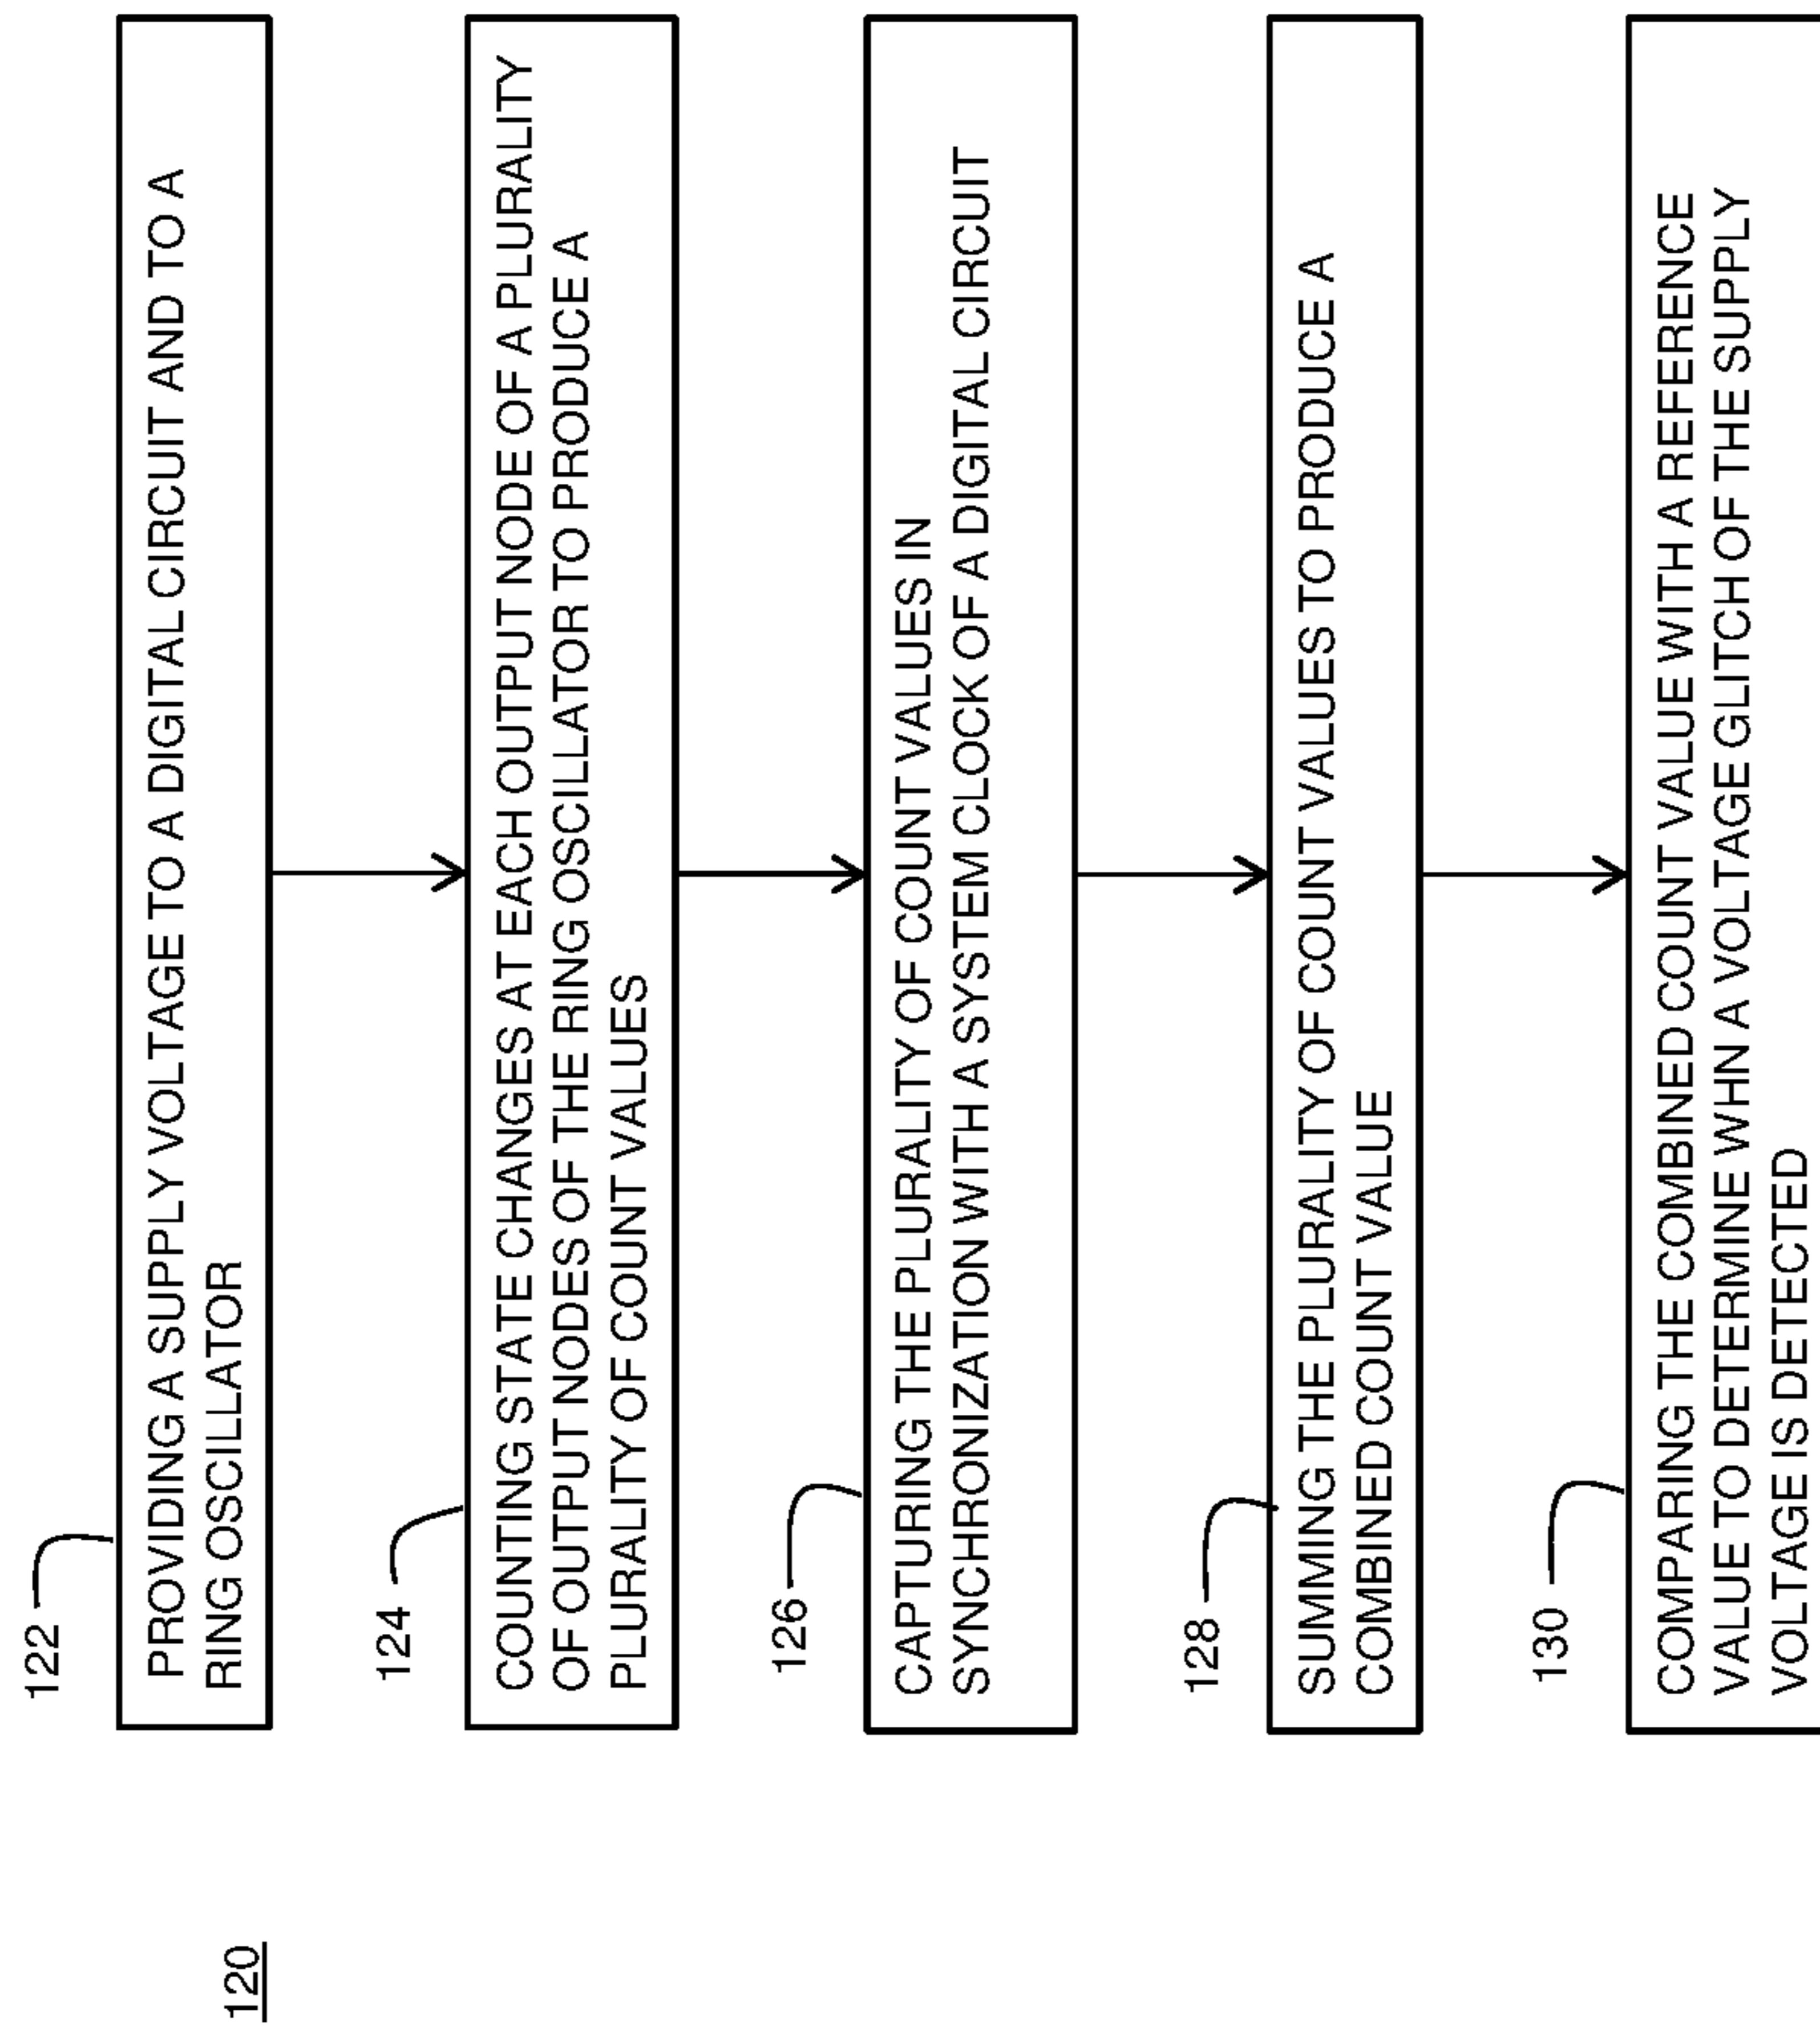 120
122
PROVIDING A SUPPLY VOLTAGE TO A DIGITAL CIRCUIT AND TO A
RING OSCILLATOR
124
COUNTING STATE CHANGES AT EACH OUTPUT NODE OF A PLURALITY
OF OUTPUT NODES OF THE RING OSCILLATOR TO PRODUCE A
PLURALITY OF COUNT VALUES
126
CAPTURING THE PLURALITY OF COUNT VALUES IN
SYNCHRONIZATION WITH A SYSTEM CLOCK OF A DIGITAL CIRCUIT
128
SUMMING THE PLURALITY OF COUNT VALUES TO PRODUCE A
COMBINED COUNT VALUE
130
COMPARING THE COMBINED COUNT VALUE WITH A REFERENCE
VALUE TO DETERMINE WHN A VOLTAGE GLITCH OF THE SUPPLY
VOLTAGE IS DETECTED